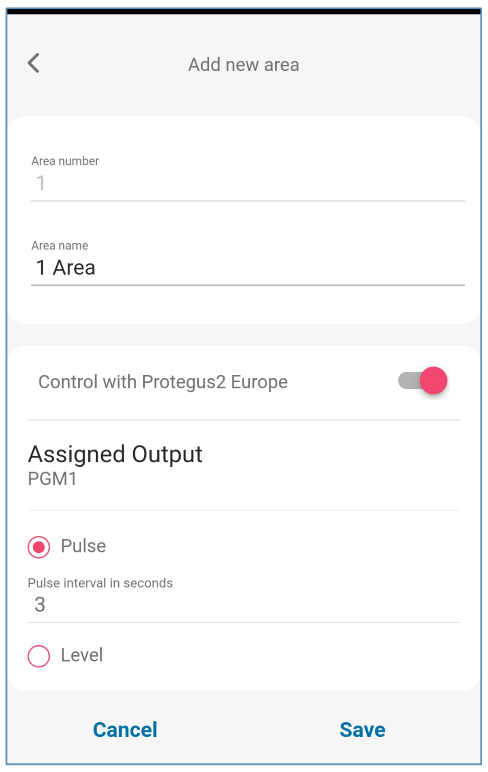 Add new area
Area number
1
Area name
1 Area
Control with Protegus2 Europe
Assigned Output
PGM1
Pulse
Pulse interval in seconds
3
Level
Cancel Save